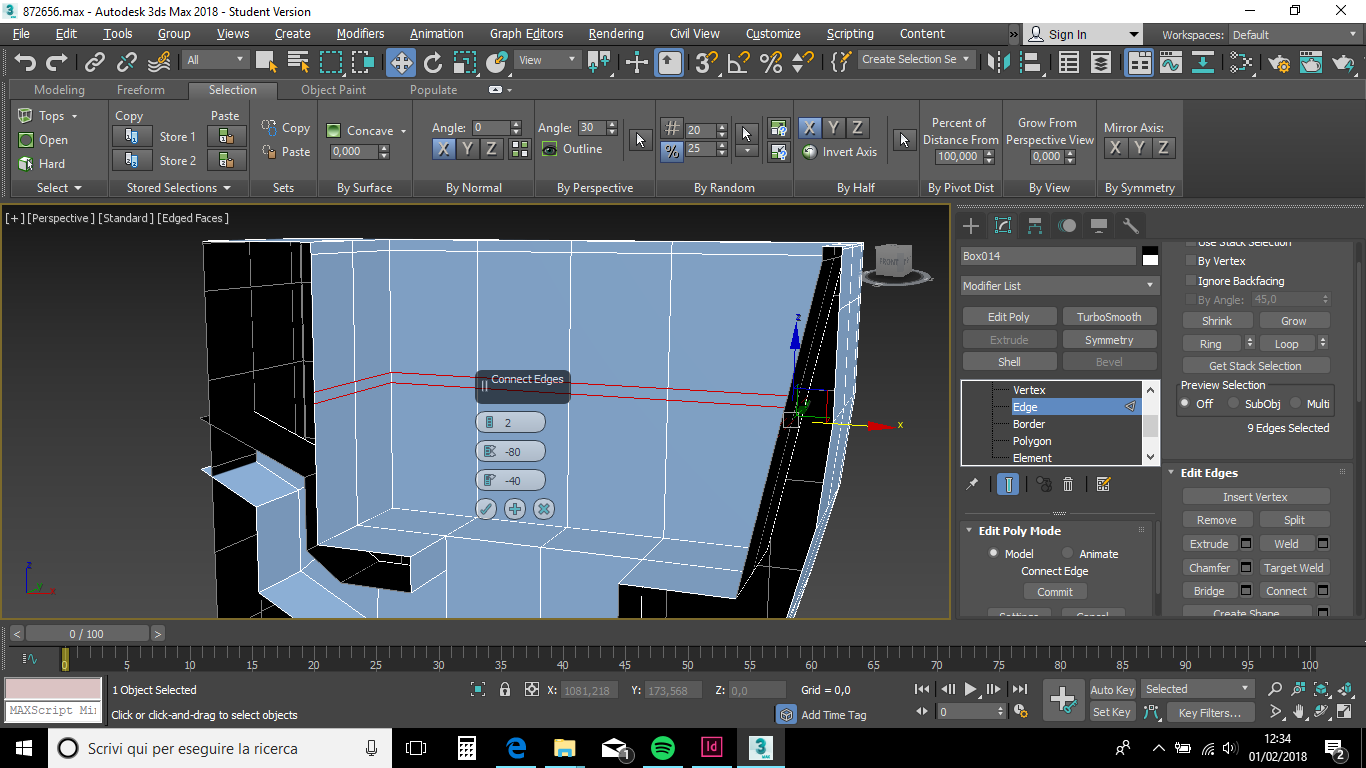 872656.max - Autodesk 3ds Max 2018 - Student Version
File Edit Tools Group Views Create Modifiers Animation Graph Editors Rendering Civil View Customize Scripting Content » Sign In Workspaces: Default
All View Create Selection Se
Modeling Freeform Selection Object Paint Populate
Tops Copy Paste Copy Concave Angle: 0 Angle: 30 20 X Y Z Percent of Grow From Mirror Axis:
Open Store 1 Paste 0,000 X Y Z Outline % 25 Invert Axis Distance From Perspective View X Y Z
Hard Store 2 100,000 0,000
Select Stored Selections Sets By Surface By Normal By Perspective By Random By Half By Pivot Dist By View By Symmetry
[+] [Perspective] [Standard] [Edged Faces]
FRONT
z
x
Connect Edges
2
-80
-40
z
x
Box014
Modifier List
Edit Poly TurboSmooth
Extrude Symmetry
Shell Bevel
Vertex
Edge
Border
Polygon
Element
Edit Poly Mode
Model Animate
Connect Edge
Commit
Settings Cancel
Use Stack Selection
By Vertex
Ignore Backfacing
By Angle: 45,0
Shrink Grow
Ring Loop
Get Stack Selection
Preview Selection
Off SubObj Multi
9 Edges Selected
Edit Edges
Insert Vertex
Remove Split
Extrude Weld
Chamfer Target Weld
Bridge Connect
Create Shape
< 0 / 100 >
0 5 10 15 20 25 30 35 40 45 50 55 60 65 70 75 80 85 90 95 100
1 Object Selected X: 1081,218 Y: 173,568 Z: 0,0 Grid = 0,0 Auto Key Selected
MAXScript Mi Click or click-and-drag to select objects Add Time Tag 0 Set Key Key Filters...
Scrivi qui per eseguire la ricerca 1 Id 3 MAX 12:34
01/02/2018 2